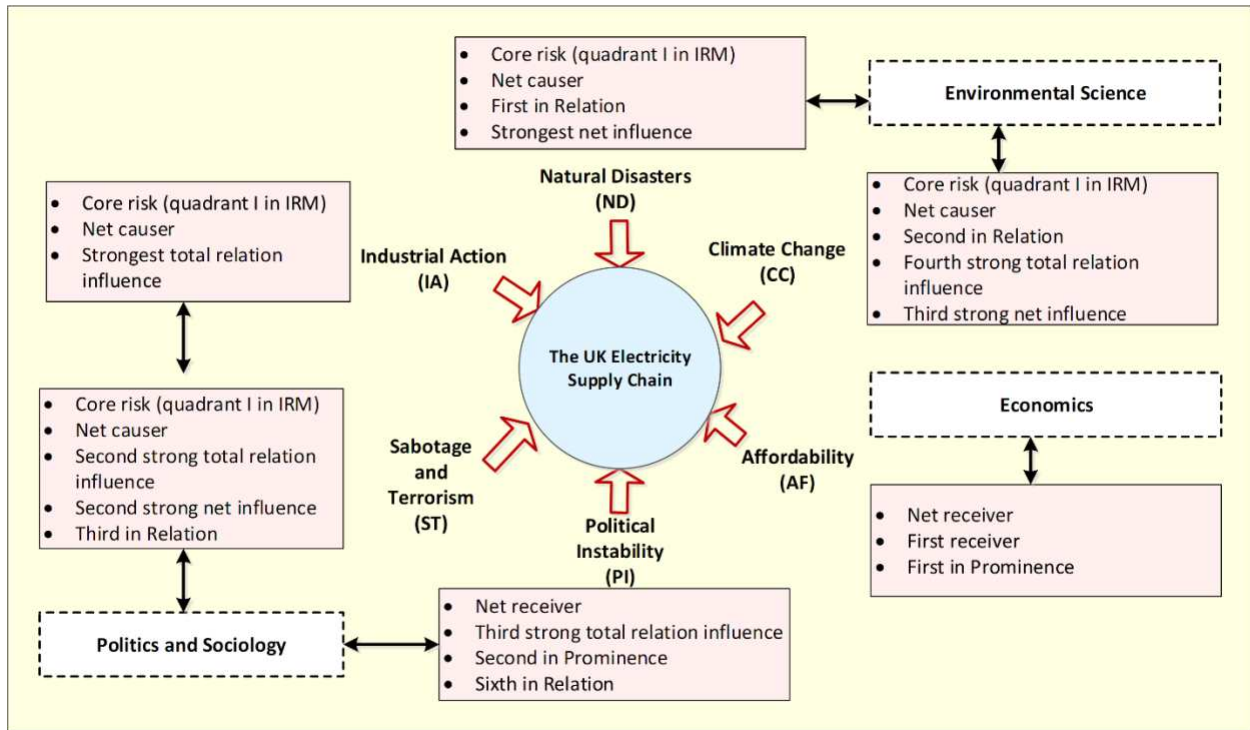 • Core risk (quadrant I in IRM)
• Net causer
• First in Relation
• Strongest net influence
Environmental Science
• Core risk (quadrant I in IRM)
• Net causer
• Second in Relation
• Fourth strong total relation
influence
• Third strong net influence
Natural Disasters
(ND)
• Core risk (quadrant I in IRM)
• Net causer
• Strongest total relation
influence
Industrial Action
(IA)
Climate Change
(CC)
The UK Electricity
Supply Chain
Economics
• Core risk (quadrant I in IRM)
• Net causer
• Second strong total relation
influence
• Second strong net influence
• Third in Relation
Sabotage
and
Terrorism
(ST)
Affordability
(AF)
Political
Instability
(PI)
• Net receiver
• First receiver
• First in Prominence
Politics and Sociology
• Net receiver
• Third strong total relation influence
• Second in Prominence
• Sixth in Relation